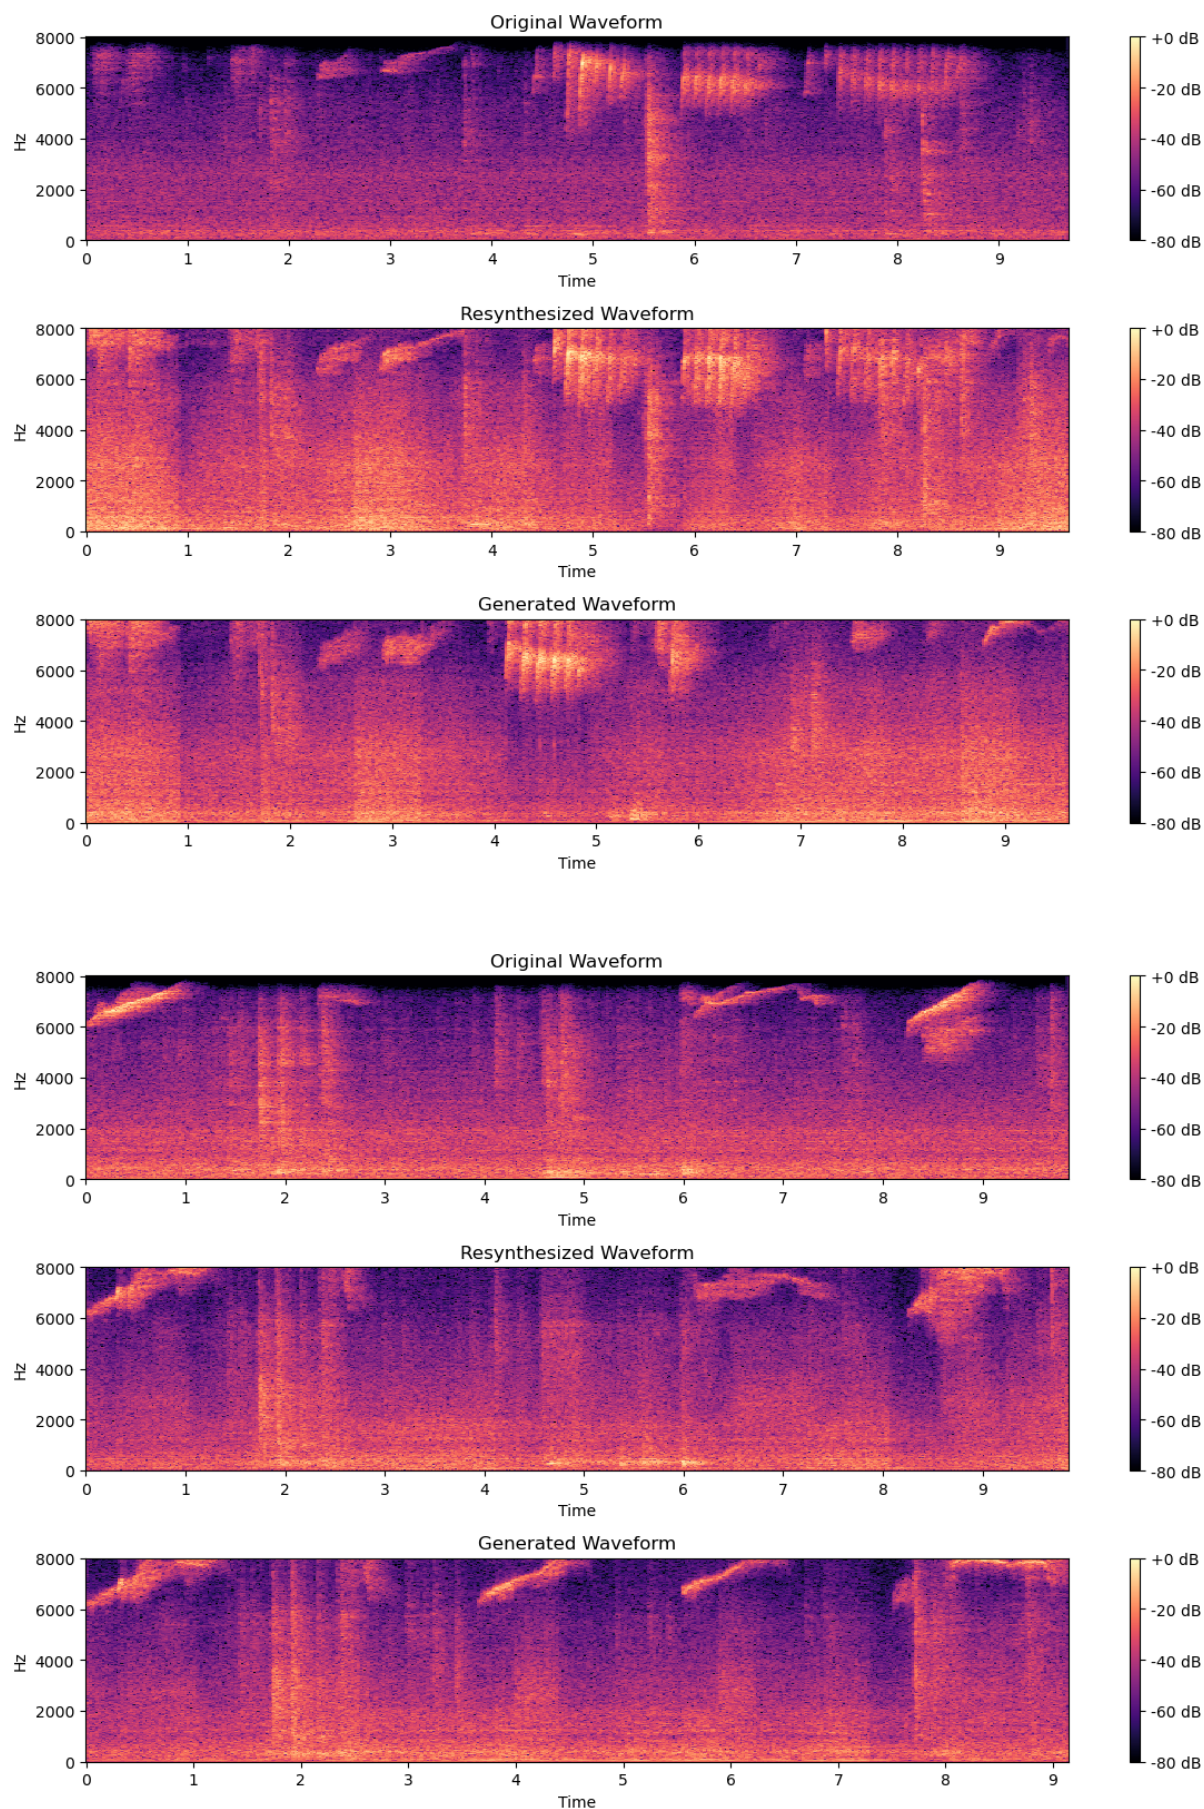 Original Waveform
8000
6000
4000
2000
0
Hz
0 1 2 3 4 5 6 7 8 9
Time
+0 dB
-20 dB
-40 dB
-60 dB
-80 dB
Resynthesized Waveform
8000
6000
4000
2000
0
Hz
0 1 2 3 4 5 6 7 8 9
Time
+0 dB
-20 dB
-40 dB
-60 dB
-80 dB
Generated Waveform
8000
6000
4000
2000
0
Hz
0 1 2 3 4 5 6 7 8 9
Time
+0 dB
-20 dB
-40 dB
-60 dB
-80 dB
Original Waveform
8000
6000
4000
2000
0
Hz
0 1 2 3 4 5 6 7 8 9
Time
+0 dB
-20 dB
-40 dB
-60 dB
-80 dB
Resynthesized Waveform
8000
6000
4000
2000
0
Hz
0 1 2 3 4 5 6 7 8 9
Time
+0 dB
-20 dB
-40 dB
-60 dB
-80 dB
Generated Waveform
8000
6000
4000
2000
0
Hz
0 1 2 3 4 5 6 7 8 9
Time
+0 dB
-20 dB
-40 dB
-60 dB
-80 dB